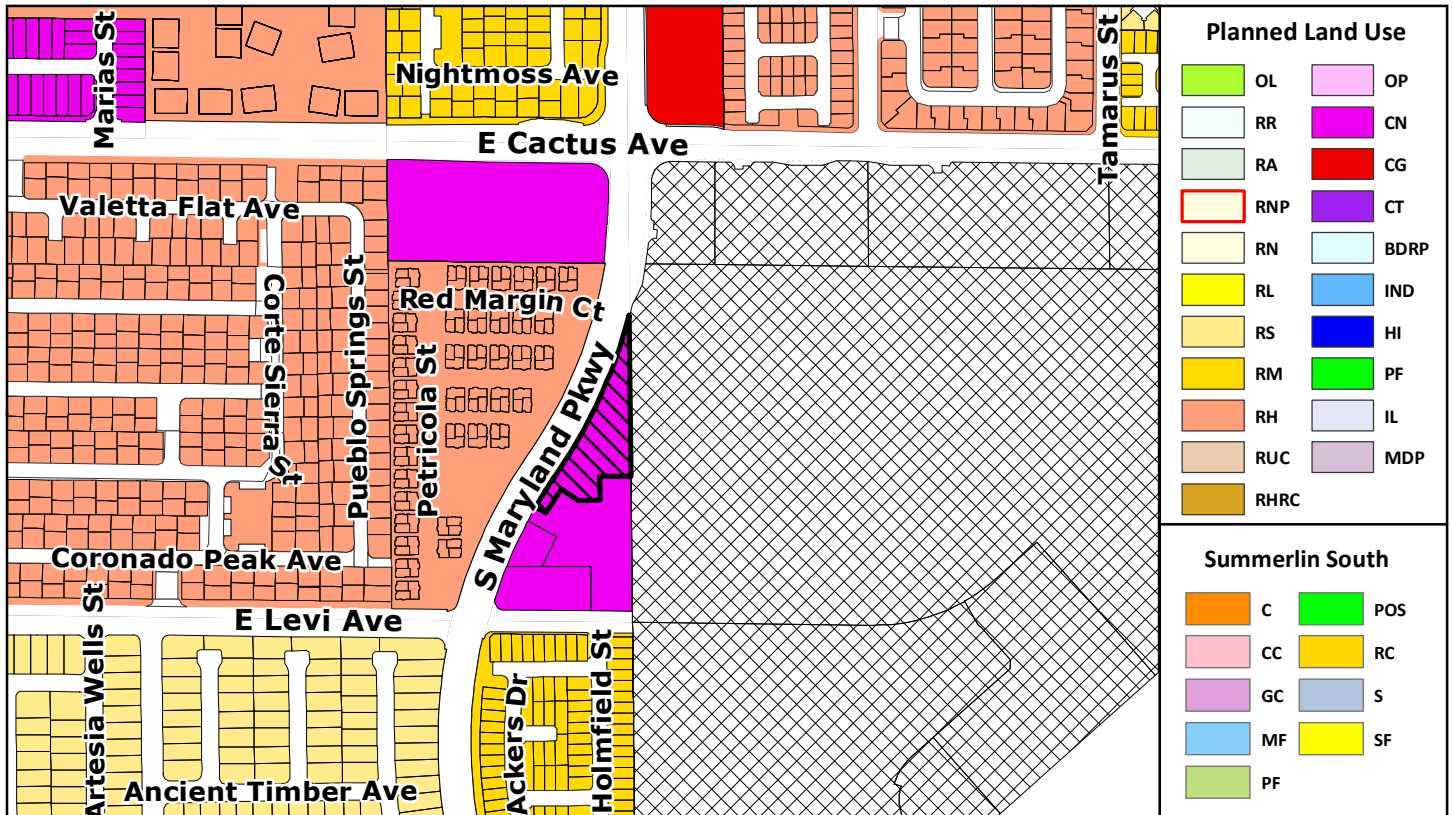 Marias St
Nightmoss Ave
Tamarus St
E Cactus Ave
Valetta Flat Ave
Corte Sierra St
Pueblo Springs St
Red Margin Ct
Petricola St
S Maryland Pkwy
Coronado Peak Ave
E Levi Ave
Artesia Wells St
Ackers Dr
Holmfield St
Ancient Timber Ave
Planned Land Use
OL
OP
RR
CN
RA
CG
RNP
CT
RN
BDRP
RL
IND
RS
HI
RM
PF
RH
IL
RUC
MDP
RHRC
Summerlin South
C
POS
CC
RC
GC
S
MF
SF
PF